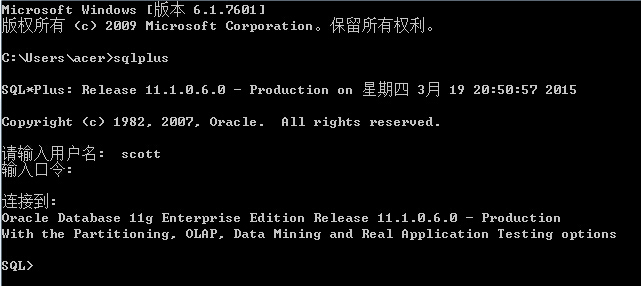 Microsoft Windows [版本 6.1.7601]
版权所有 (c) 2009 Microsoft Corporation。保留所有权利。
C:\Users\acer>sqlplus
SQL*Plus: Release 11.1.0.6.0 - Production on 星期四 3月 19 20:50:57 2015
Copyright (c) 1982, 2007, Oracle.  All rights reserved.
请输入用户名:  scott
输入口令:
连接到:
Oracle Database 11g Enterprise Edition Release 11.1.0.6.0 - Production
With the Partitioning, OLAP, Data Mining and Real Application Testing options
SQL>